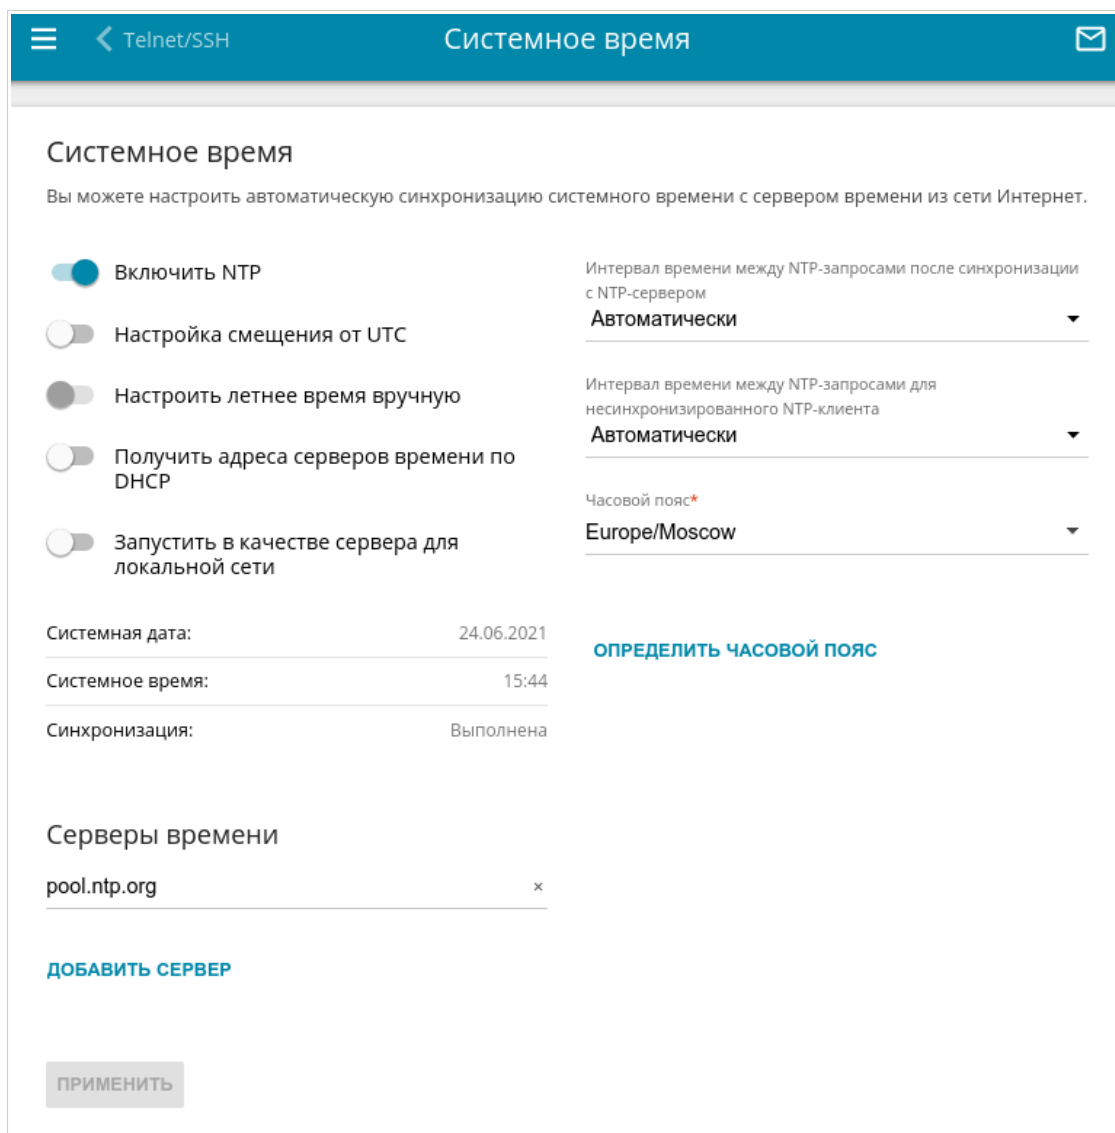 Telnet/SSH
Системное время
Системное время
Вы можете настроить автоматическую синхронизацию системного времени с сервером времени из сети Интернет.
Включить NTP
Настройка смещения от UTC
Настроить летнее время вручную
Получить адреса серверов времени по
DHCP
Запустить в качестве сервера для
локальной сети
Интервал времени между NTP-запросами после синхронизации
с NTP-сервером
Автоматически
Интервал времени между NTP-запросами для
несинхронизированного NTP-клиента
Автоматически
Часовой пояс*
Europe/Moscow
Системная дата: 24.06.2021
Системное время: 15:44
Синхронизация: Выполнена
ОПРЕДЕЛИТЬ ЧАСОВОЙ ПОЯС
Серверы времени
pool.ntp.org ×
ДОБАВИТЬ СЕРВЕР
ПРИМЕНИТЬ